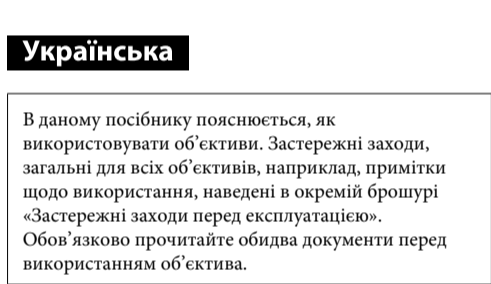 Українська
В даному посібнику пояснюється, як
використовувати об’єктиви. Застережні заходи,
загальні для всіх об’єктивів, наприклад, примітки
щодо використання, наведені в окремій брошурі
«Застережні заходи перед експлуатацією».
Обов’язково прочитайте обидва документи перед
використанням об’єктива.